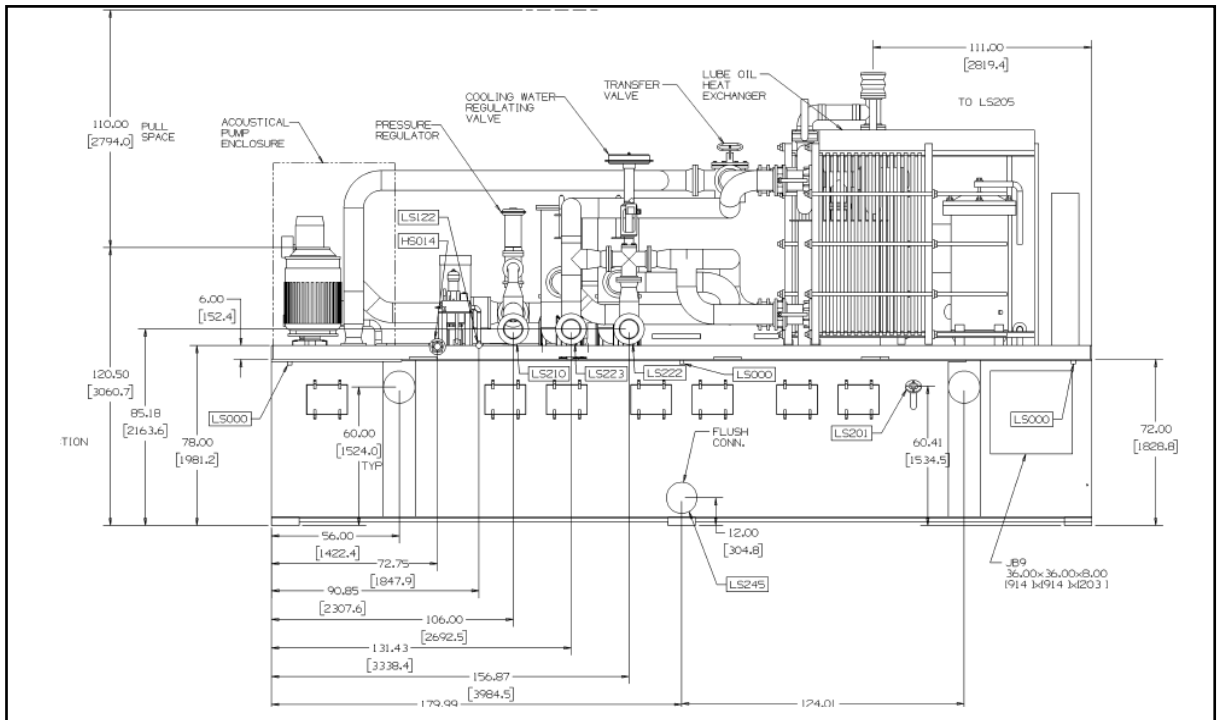 111.00
[2819.4]
LUBE OIL
HEAT
EXCHANGER
TO LS205
TRANSFER
VALVE
COOLING WATER
REGULATING
VALVE
110.00
[2794.0]
PULL
SPACE
ACOUSTICAL
PUMP
ENCLOSURE
PRESSURE
REGULATOR
LS122
HS014
6.00
[152.4]
120.50
[3060.7]
85.18
[2163.6]
78.00
[1981.2]
TION
LS000
LS210
LS223
LS222
LS000
LS000
60.00
[1524.0]
TYP
FLUSH
CONN.
LS201
60.41
[1534.5]
72.00
[1828.8]
12.00
[304.8]
LS245
JB9
36.00x36.00x8.00
[914 ]x[914 ]x[203 ]
56.00
[1422.4]
72.75
[1847.9]
90.85
[2307.6]
106.00
[2692.5]
131.43
[3338.4]
156.87
[3984.5]
179.99
124.01